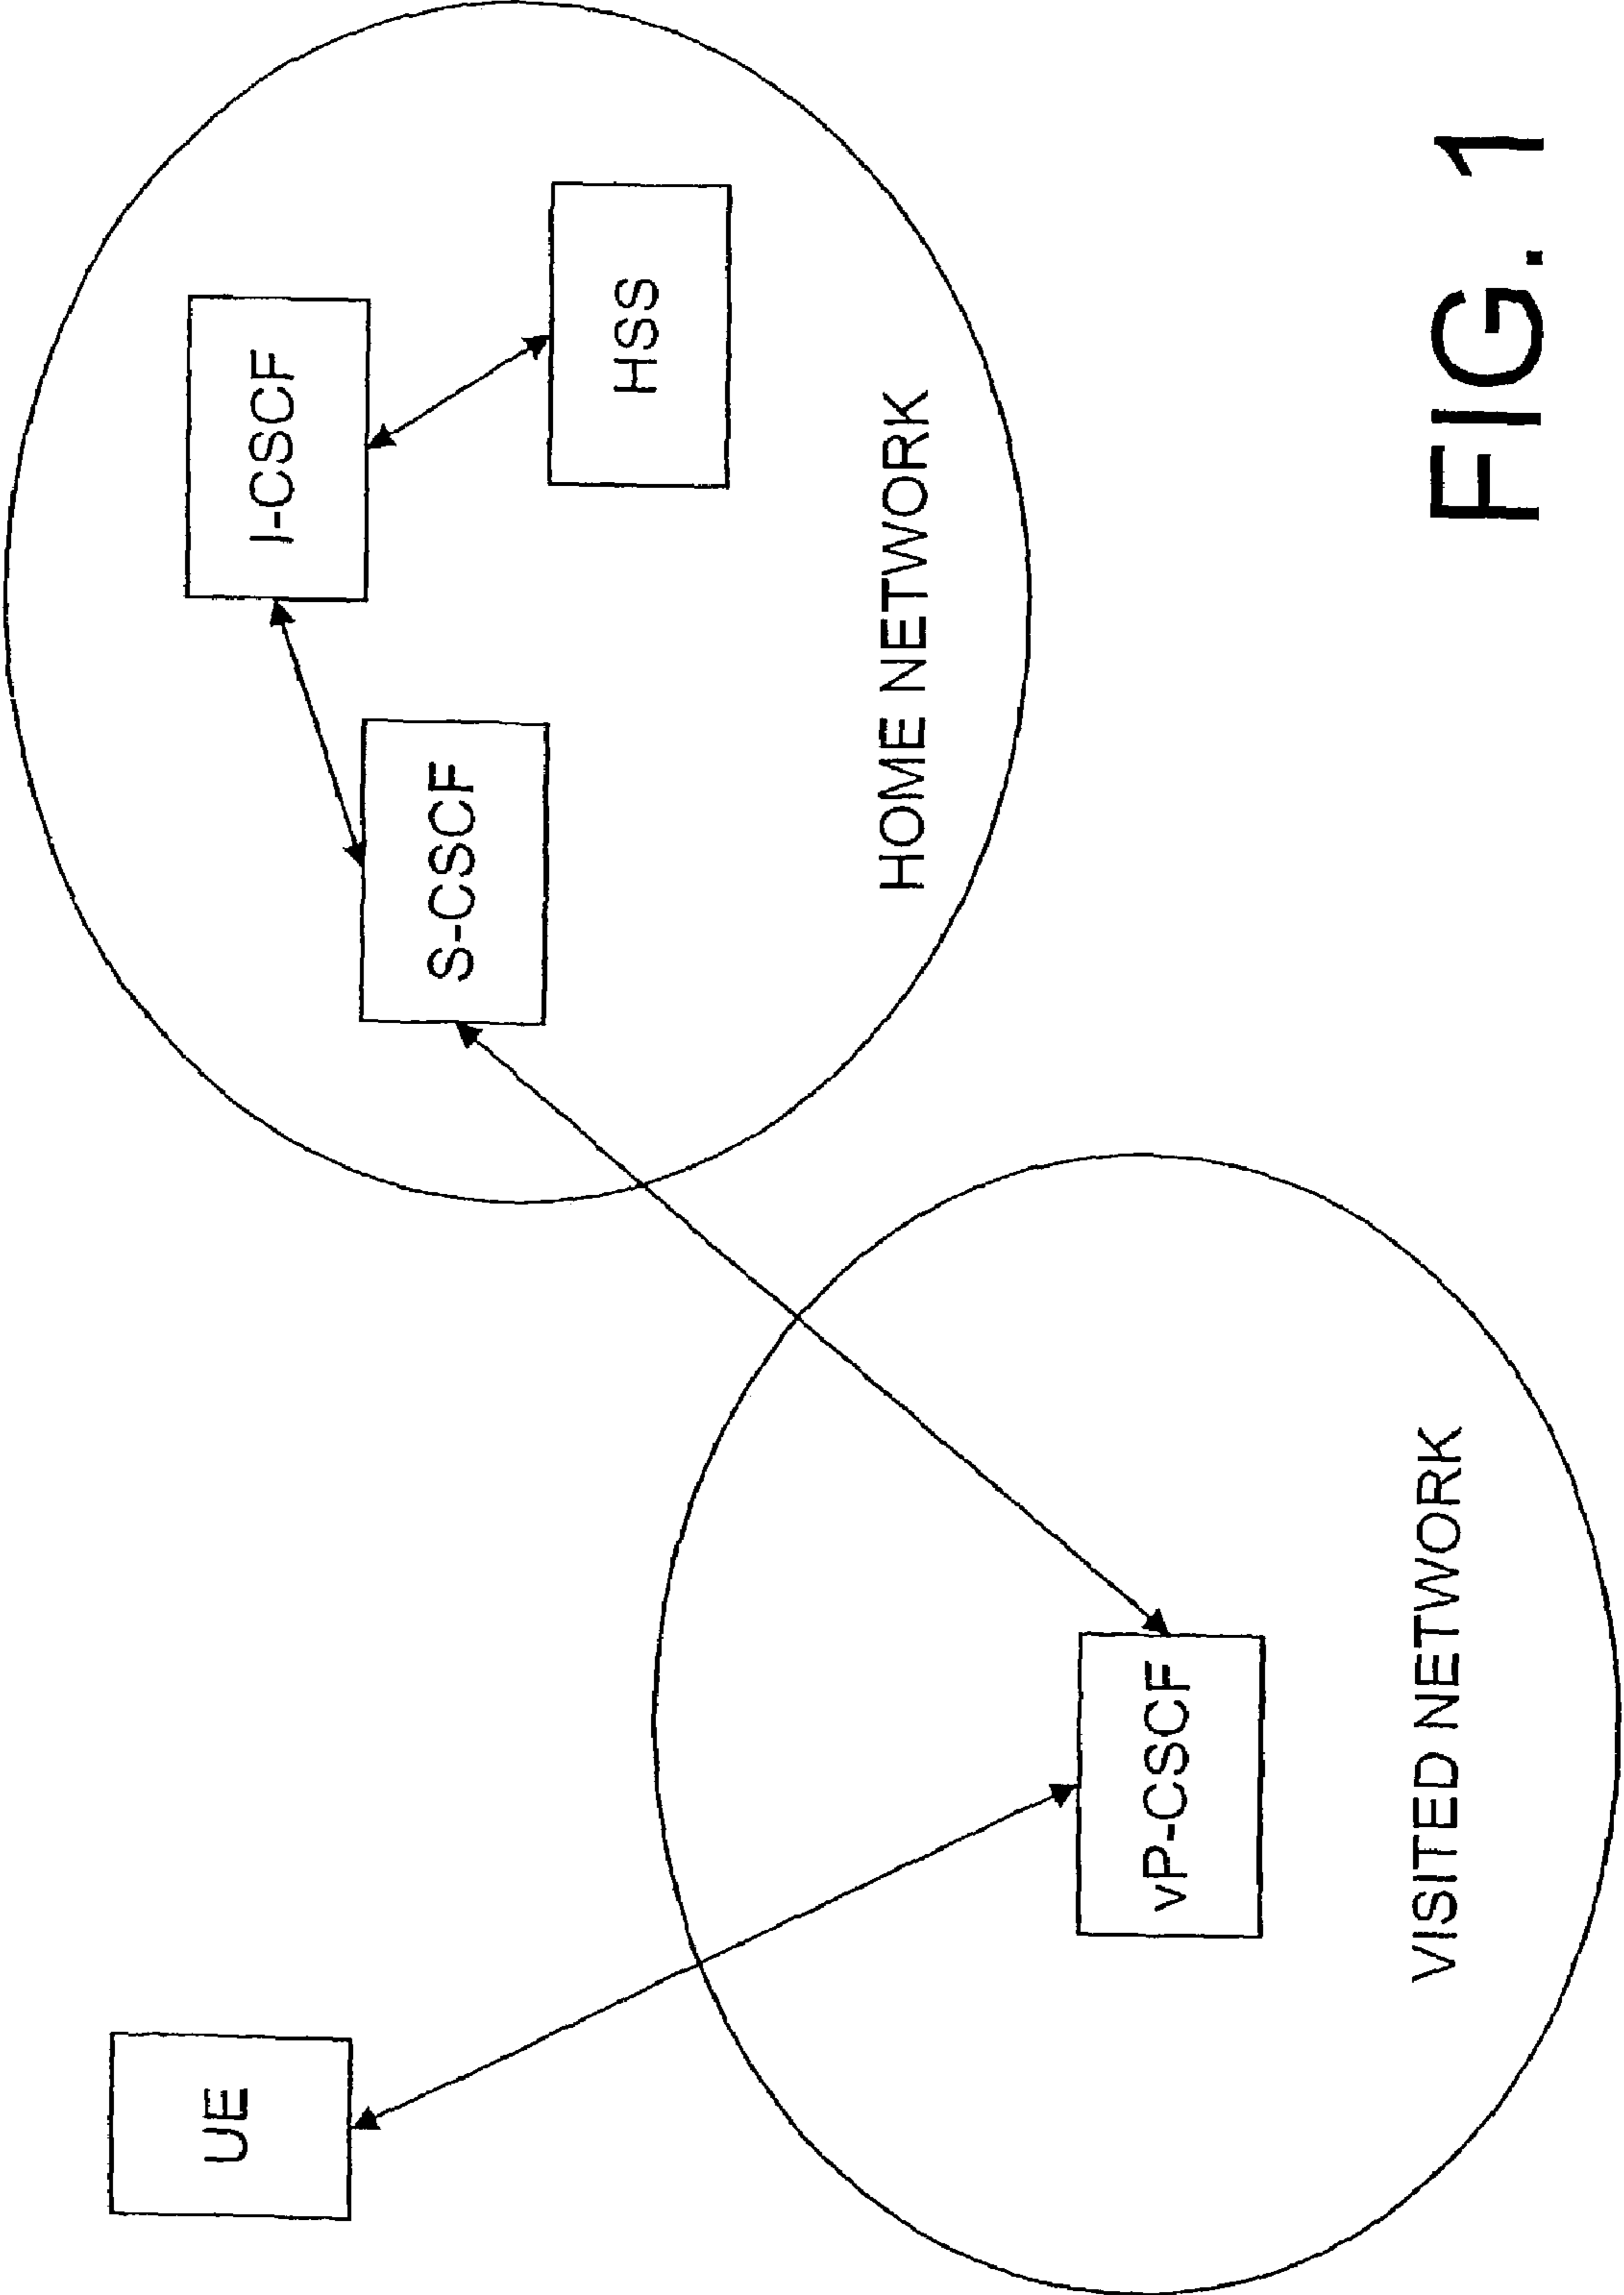 UE
S-CSCF
I-CSCF
HSS
HOME NETWORK
vP-CSCF
VISITED NETWORK
FIG. 1